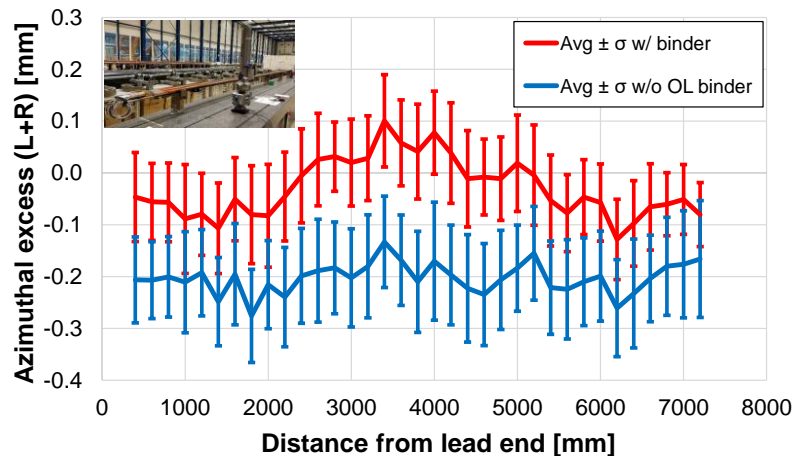 0.3
0.2
0.1
0.0
-0.1
-0.2
-0.3
-0.4
Azimuthal excess (L+R) [mm]
Avg ± σ w/ binder
Avg ± σ w/o OL binder
0 1000 2000 3000 4000 5000 6000 7000 8000
Distance from lead end [mm]